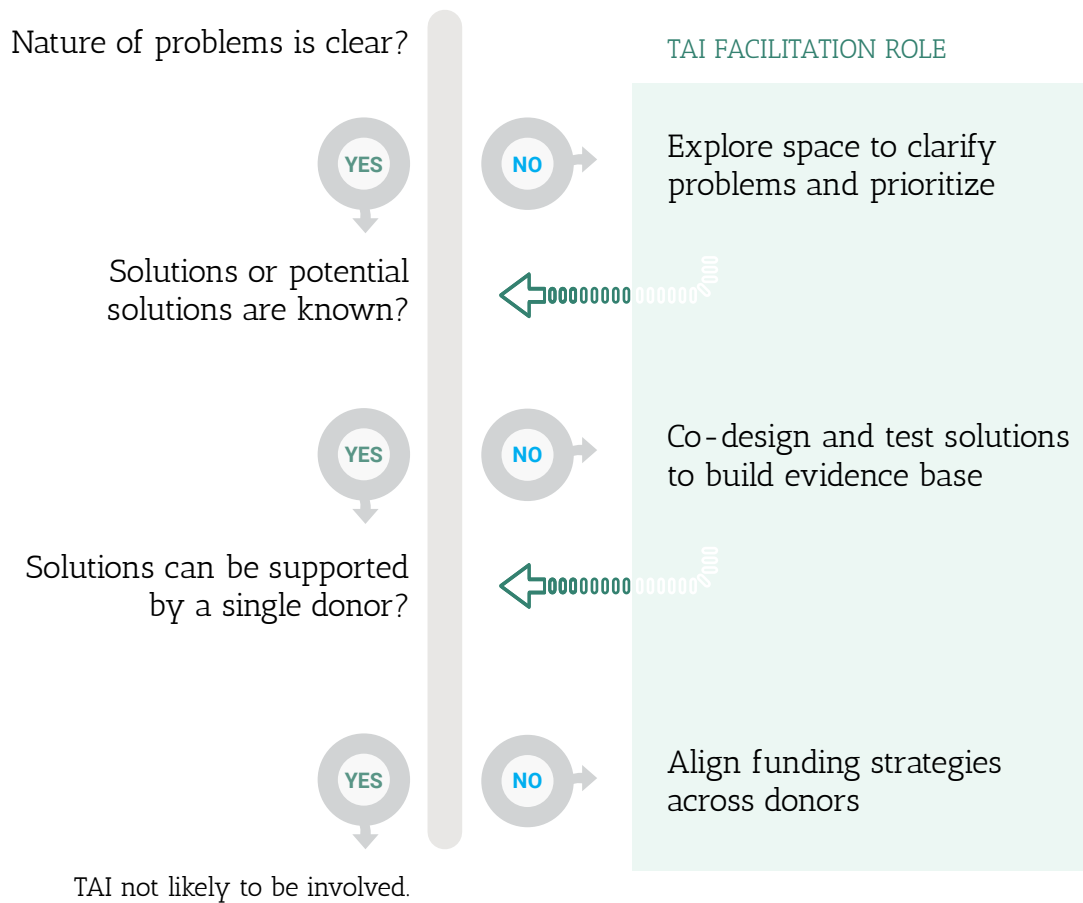 Nature of problems is clear?
TAI FACILITATION ROLE
YES
NO
Explore space to clarify
problems and prioritize
Solutions or potential
solutions are known?
YES
NO
Co-design and test solutions
to build evidence base
Solutions can be supported
by a single donor?
YES
NO
Align funding strategies
across donors
TAI not likely to be involved.